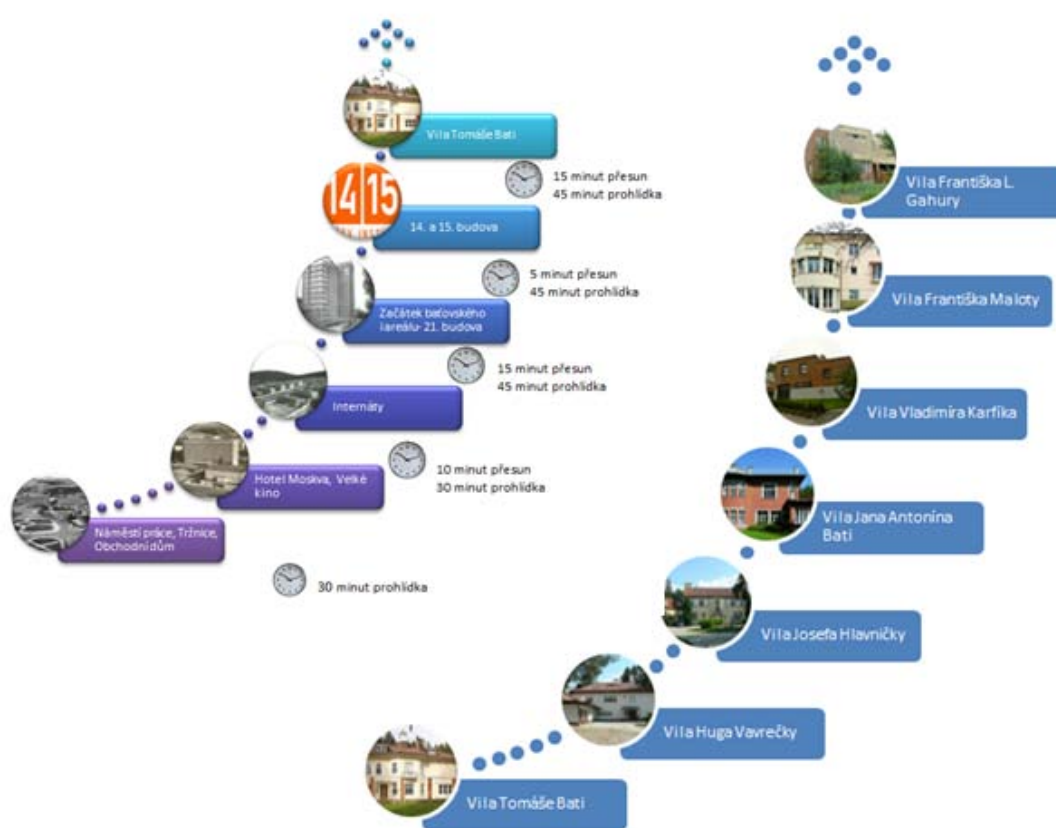 Vila Tomáše Bati
15 minut přesun
45 minut prohlídka
14|15
14. a 15. budova
5 minut přesun
45 minut prohlídka
Začátek baťovského
areálu- 21. budova
15 minut přesun
45 minut prohlídka
Internáty
10 minut přesun
30 minut prohlídka
Hotel Moskva, Velké
kino
Náměstí práce, Tržnice,
Obchodní dům
30 minut prohlídka
Vila Františka L.
Gahury
Vila Františka Maloty
Vila Vladimíra Karfíka
Vila Jana Antonína
Bati
Vila Josefa Hlavničky
Vila Huga Vavrečky
Vila Tomáše Bati